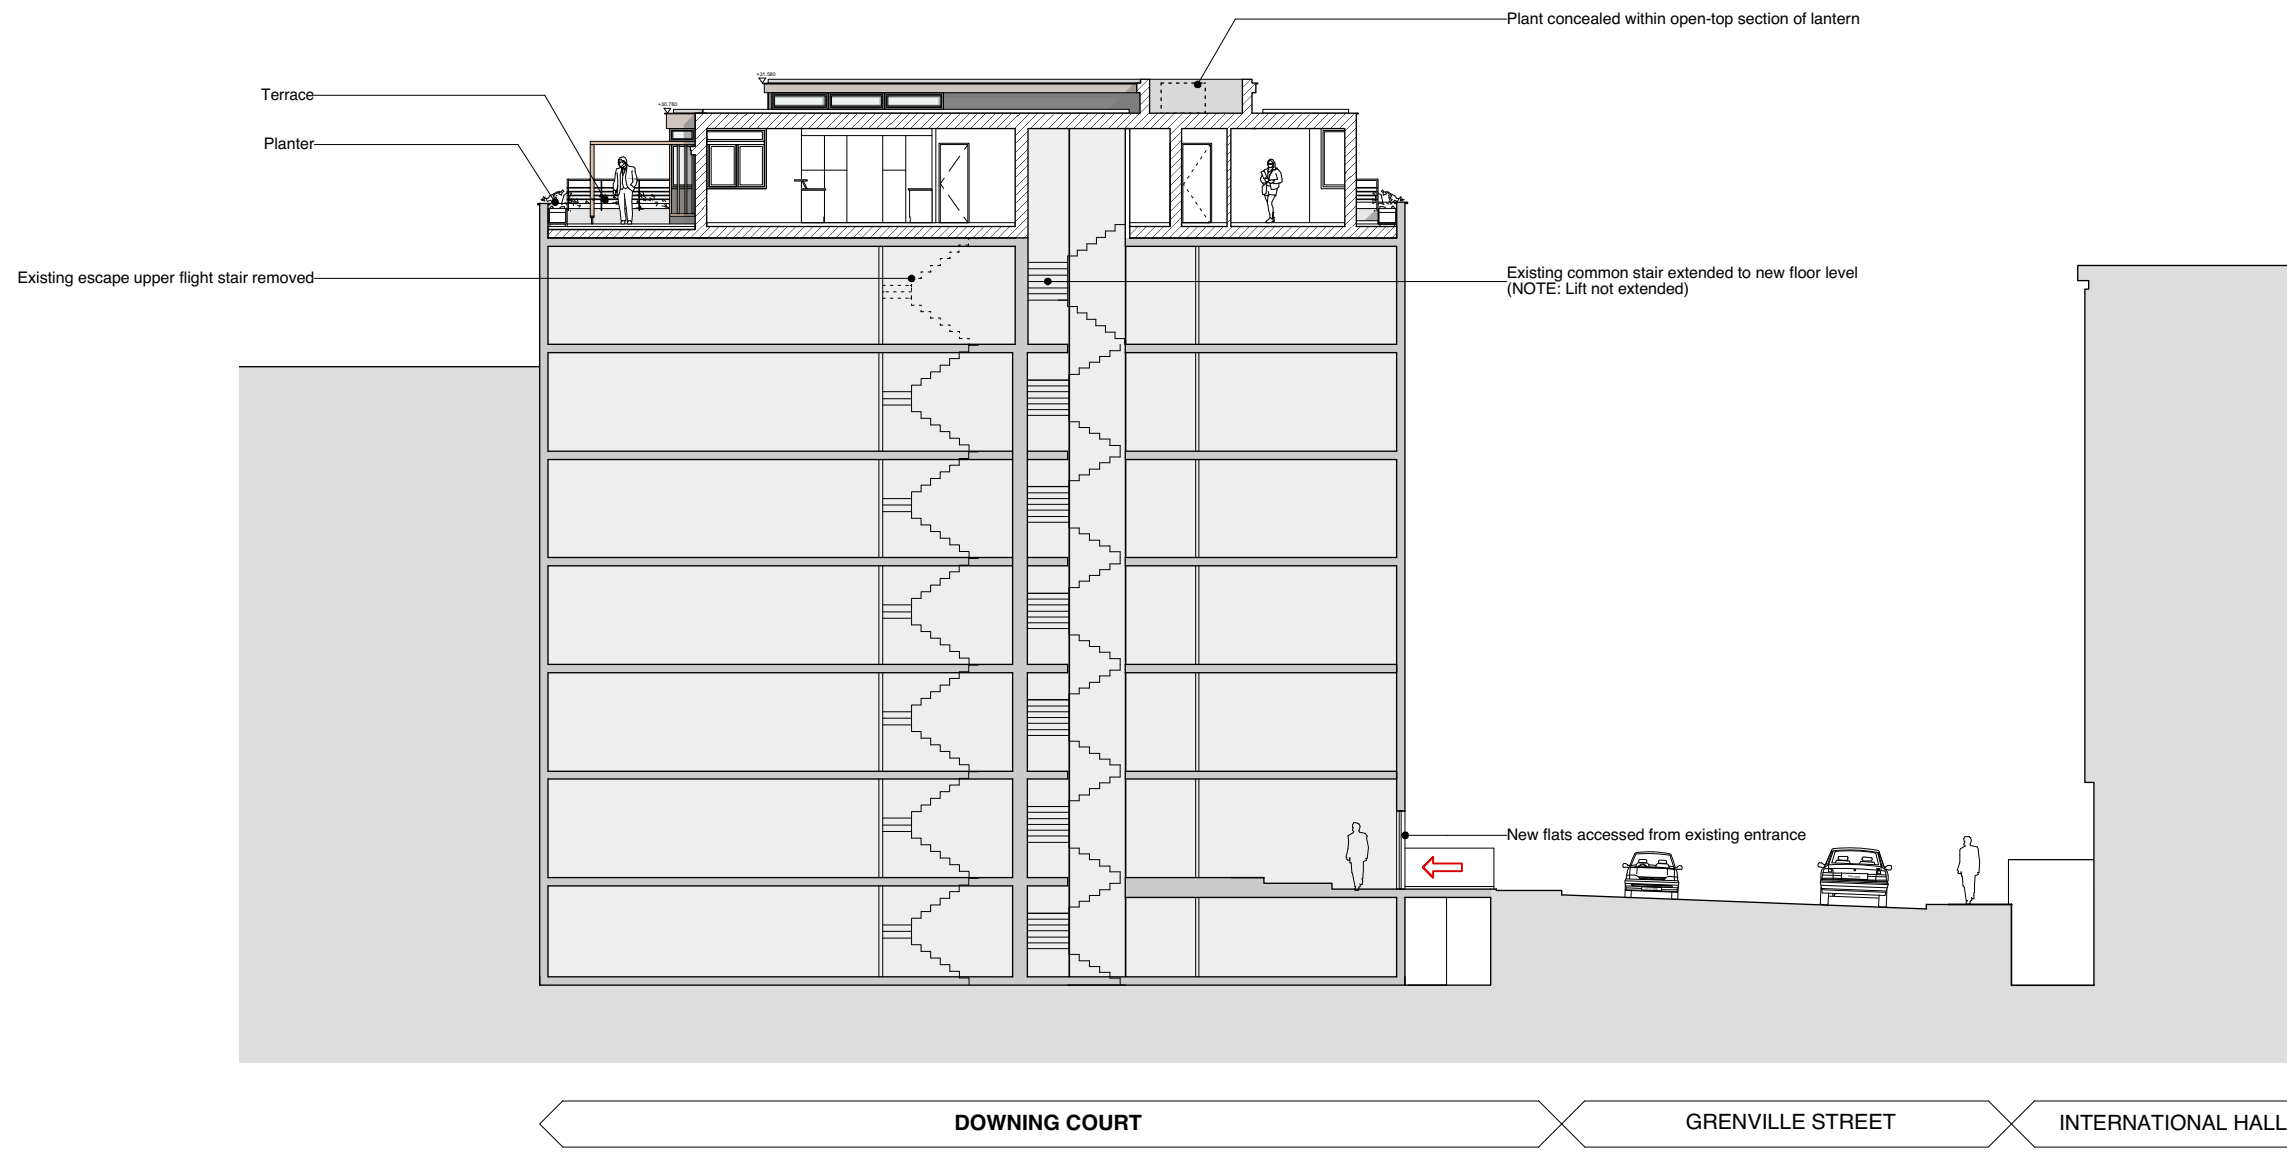 Plant concealed within open-top section of lantern
+31.580
Terrace
+30.780
Planter
Existing escape upper flight stair removed
Existing common stair extended to new floor level
(NOTE: Lift not extended)
New flats accessed from existing entrance
DOWNING COURT
GRENVILLE STREET
INTERNATIONAL HALL